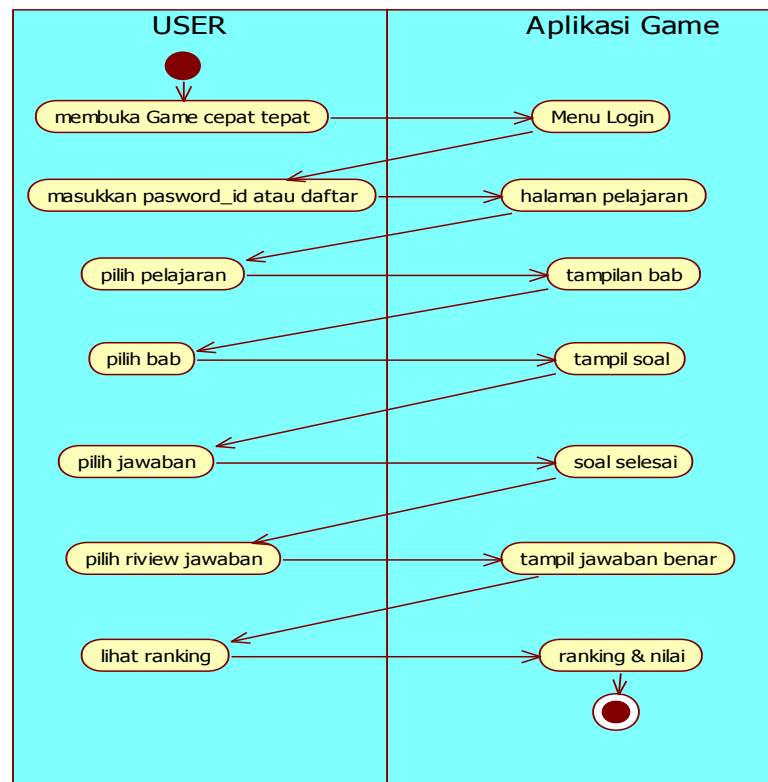 USER
Aplikasi Game
membuka Game cepat tepat
Menu Login
masukkan pasword_id atau daftar
halaman pelajaran
pilih pelajaran
tampilan bab
pilih bab
tampil soal
pilih jawaban
soal selesai
pilih riview jawaban
tampil jawaban benar
lihat ranking
ranking & nilai